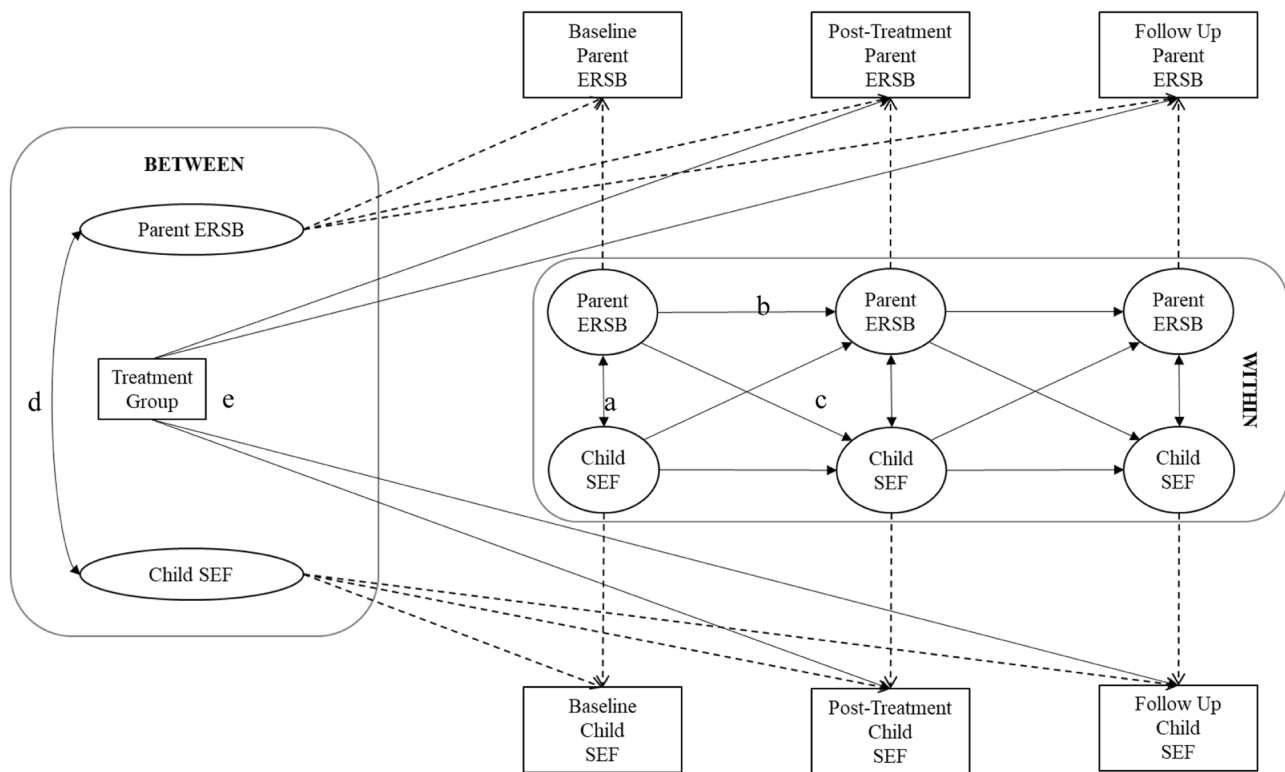 Baseline
Parent
ERSB
Post-Treatment
Parent
ERSB
Follow Up
Parent
ERSB
BETWEEN
Parent ERSB
Treatment
Group
d
e
Child SEF
Parent
ERSB
b
Parent
ERSB
Parent
ERSB
a
c
WITHIN
Child
SEF
Child
SEF
Child
SEF
Baseline
Child
SEF
Post-Treatment
Child
SEF
Follow Up
Child
SEF